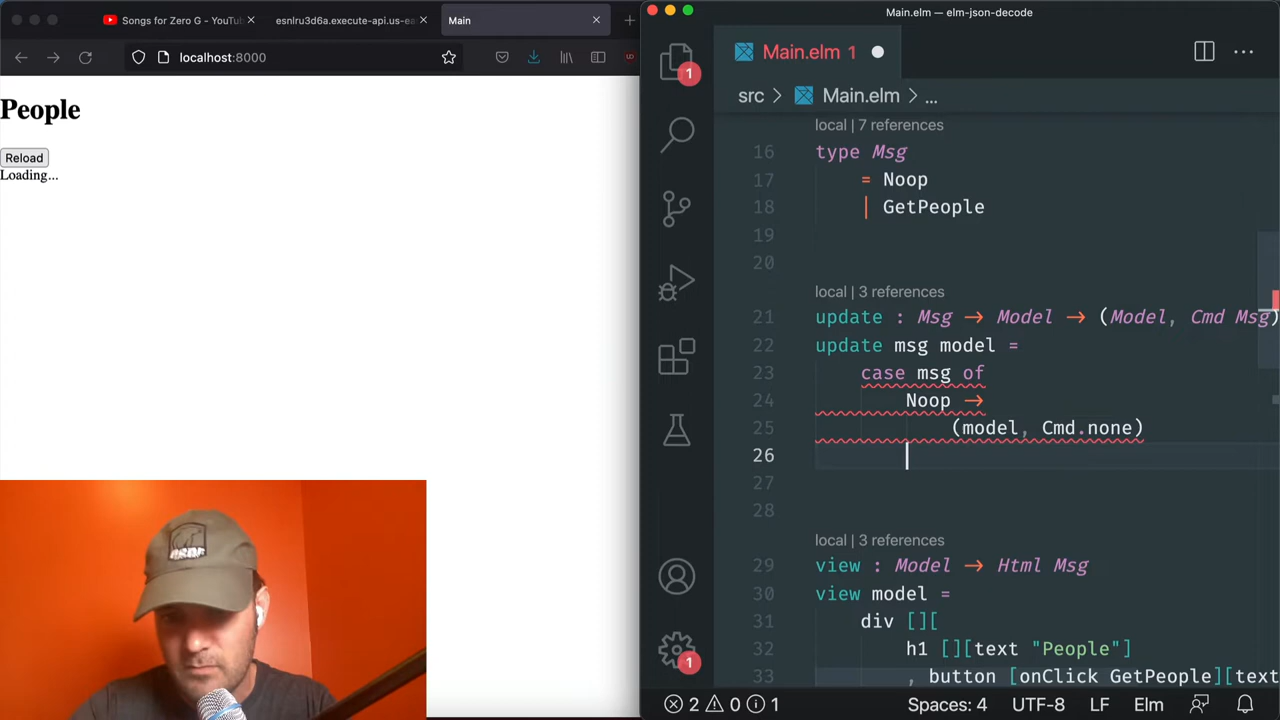 Songs for Zero G - YouTu
esnlru3d6a.execute-api.us-ea
Main
localhost:8000
People
Reload
Loading...
Main.elm — elm-json-decode
Main.elm 1
src > Main.elm > ...
local | 7 references
16 type Msg
17 = Noop
18 | GetPeople
19
20
local | 3 references
21 update : Msg → Model → (Model, Cmd Msg)
22 update msg model =
23 case msg of
24 Noop →
25 (model, Cmd.none)
26
27
28
local | 3 references
29 view : Model → Html Msg
30 view model =
31 div [][
32 h1 [][text "People"]
33 , button [onClick GetPeople][text
1
1
2 0 1 Spaces: 4 UTF-8 LF Elm